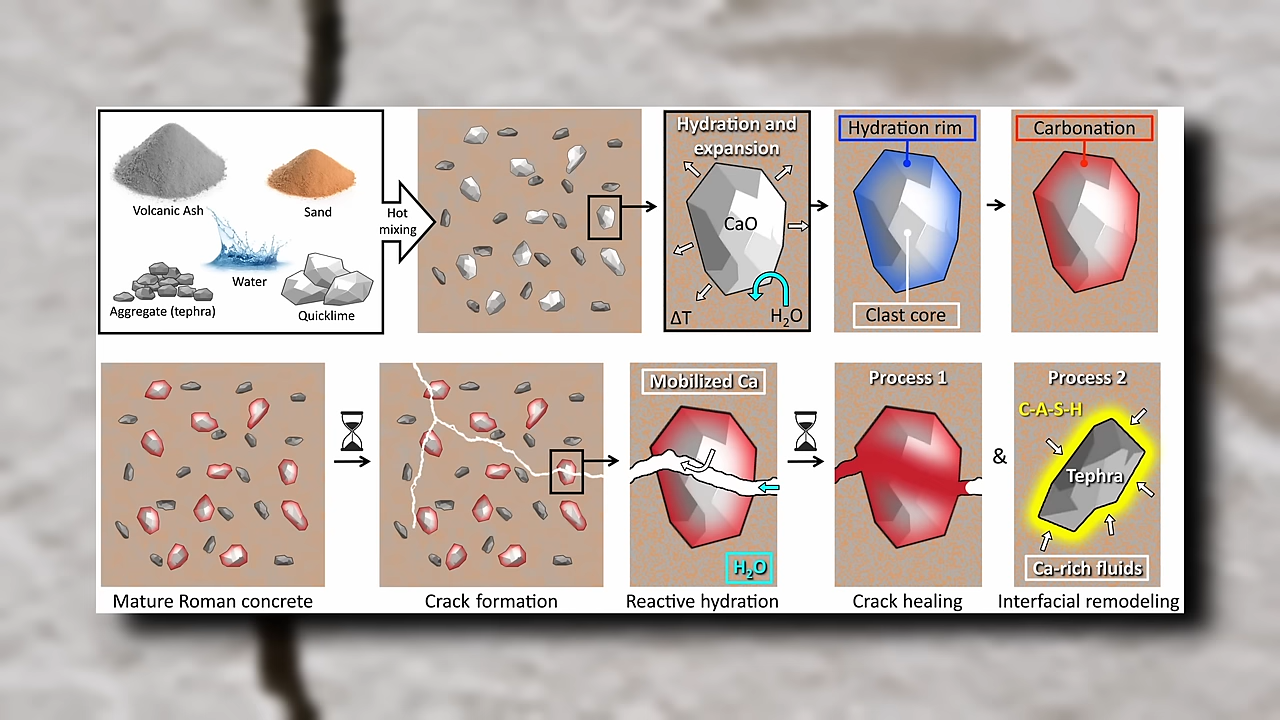 Volcanic Ash
Sand
Water
Aggregate (tephra)
Quicklime
Hot
mixing
Hydration and
expansion
CaO
ΔT
H₂O
Hydration rim
Clast core
Carbonation
Mature Roman concrete
Crack formation
Mobilized Ca
H₂O
Reactive hydration
Process 1
Crack healing
&
Process 2
C-A-S-H
Tephra
Ca-rich fluids
Interfacial remodeling